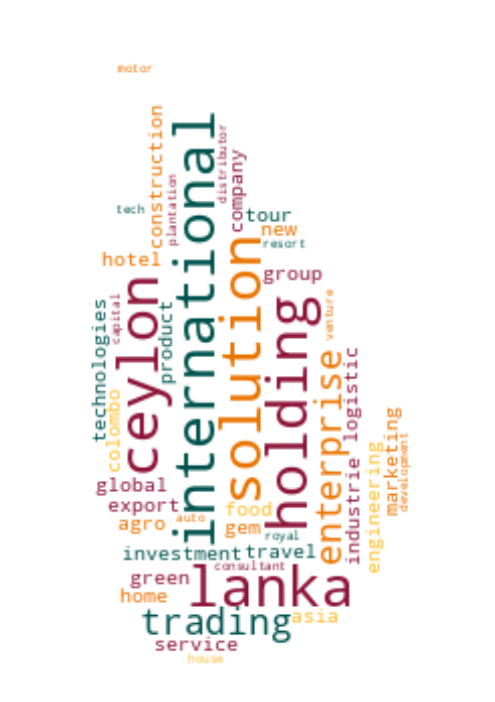 motor
construction
international
distributor
company
plantation
tech
tour
new
resort
hotel
solution
group
ceylon
holding
capital
technologies
product
venture
enterprise
logistic
industrie
colombo
marketing
development
engineering
global
export
food
agro
auto
gem
royal
investment
travel
consultant
green
lanka
home
trading
asia
service
house